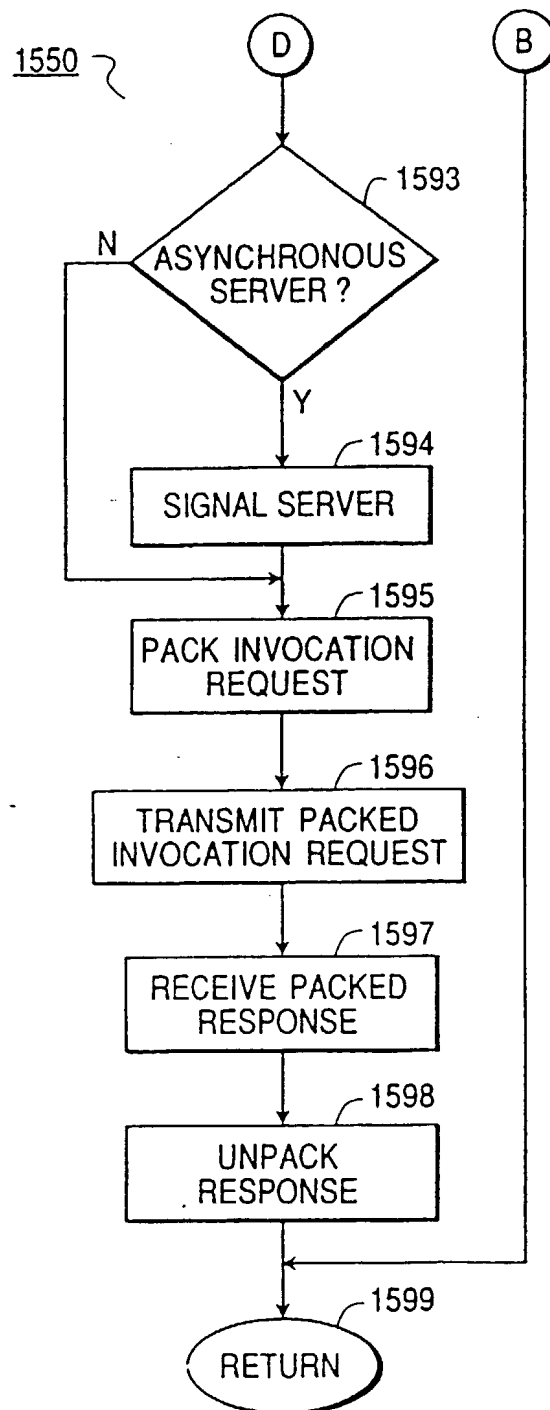 D
B
1550
1593
N
ASYNCHRONOUS
SERVER ?
Y
1594
SIGNAL SERVER
1595
PACK INVOCATION
REQUEST
1596
TRANSMIT PACKED
INVOCATION REQUEST
1597
RECEIVE PACKED
RESPONSE
1598
UNPACK
RESPONSE
1599
RETURN